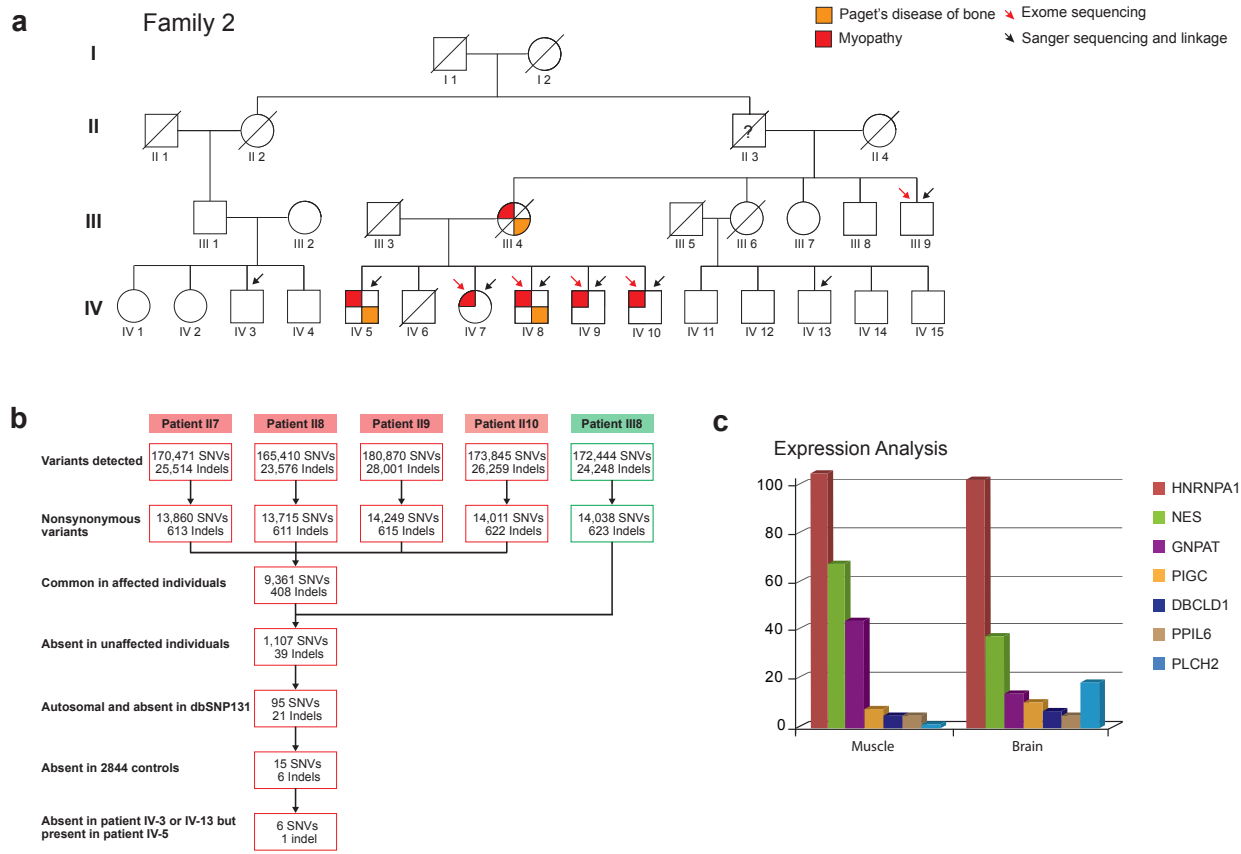 a
Family 2
Paget's disease of bone
Exome sequencing
Myopathy
Sanger sequencing and linkage
I
I 1
I 2
II
?
II 1
II 2
II 3
II 4
III
III 1
III 2
III 3
III 4
III 5
III 6
III 7
III 8
III 9
IV
IV 1
IV 2
IV 3
IV 4
IV 5
IV 6
IV 7
IV 8
IV 9
IV 10
IV 11
IV 12
IV 13
IV 14
IV 15
b
Patient II7
Patient II8
Patient II9
Patient II10
Patient III8
Variants detected
170,471 SNVs
25,514 Indels
165,410 SNVs
23,576 Indels
180,870 SNVs
28,001 Indels
173,845 SNVs
26,259 Indels
172,444 SNVs
24,248 Indels
Nonsynonymous
variants
13,860 SNVs
613 Indels
13,715 SNVs
611 Indels
14,249 SNVs
615 Indels
14,011 SNVs
622 Indels
14,038 SNVs
623 Indels
Common in affected individuals
9,361 SNVs
408 Indels
Absent in unaffected individuals
1,107 SNVs
39 Indels
Autosomal and absent in dbSNP131
95 SNVs
21 Indels
Absent in 2844 controls
15 SNVs
6 Indels
Absent in patient IV-3 or IV-13 but
present in patient IV-5
6 SNVs
1 indel
c
Expression Analysis
100
80
60
40
20
0
Muscle
Brain
HNRNPA1
NES
GNPAT
PIGC
DBCLD1
PPIL6
PLCH2